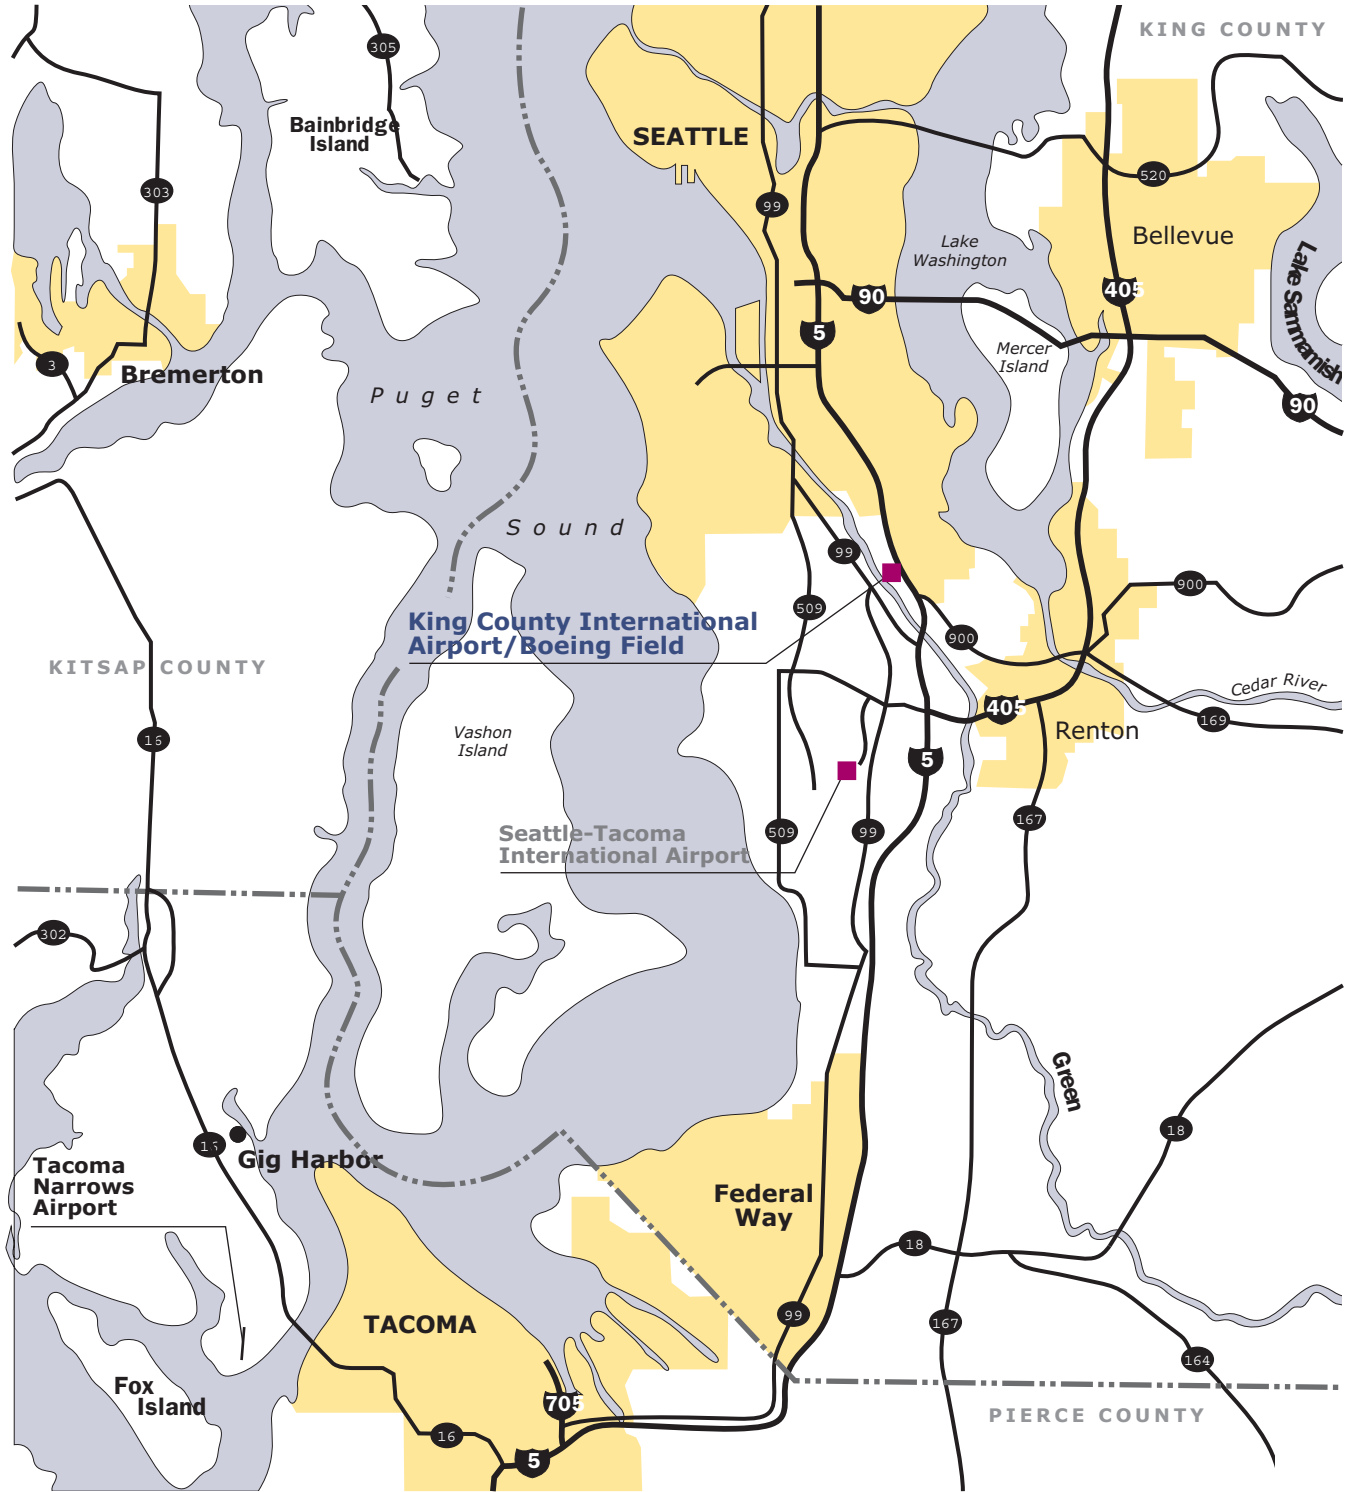 KING COUNTY
305
Bainbridge
Island
SEATTLE
303
520
99
Bellevue
Lake
Washington
Lake Sammamish
405
90
5
Mercer
Island
3
Bremerton
Puget
90
Sound
99
900
509
King County International
Airport/Boeing Field
900
KITSAP COUNTY
Cedar River
405
169
Renton
Vashon
Island
16
5
167
Seattle-Tacoma
International Airport
509
99
302
Green
18
16
Gig Harbor
Tacoma
Narrows
Airport
Federal
Way
18
99
167
TACOMA
164
Fox
Island
705
PIERCE COUNTY
16
5